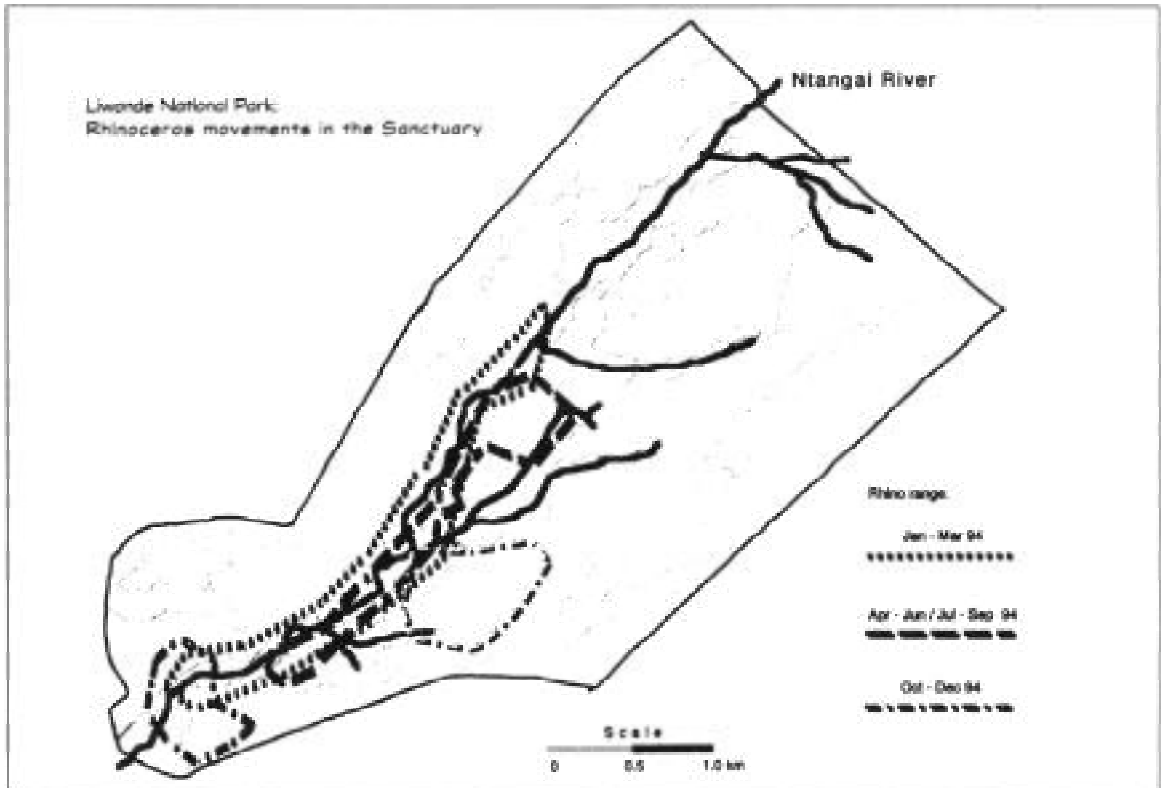 Ntangai River
Liwonde National Park:
Rhinoceros movements in the Sanctuary
Rhino range:
Jan - Mar 94
Apr - Jun / Jul - Sep 94
Oct - Dec 94
Scale
0 0.5 1.0 km